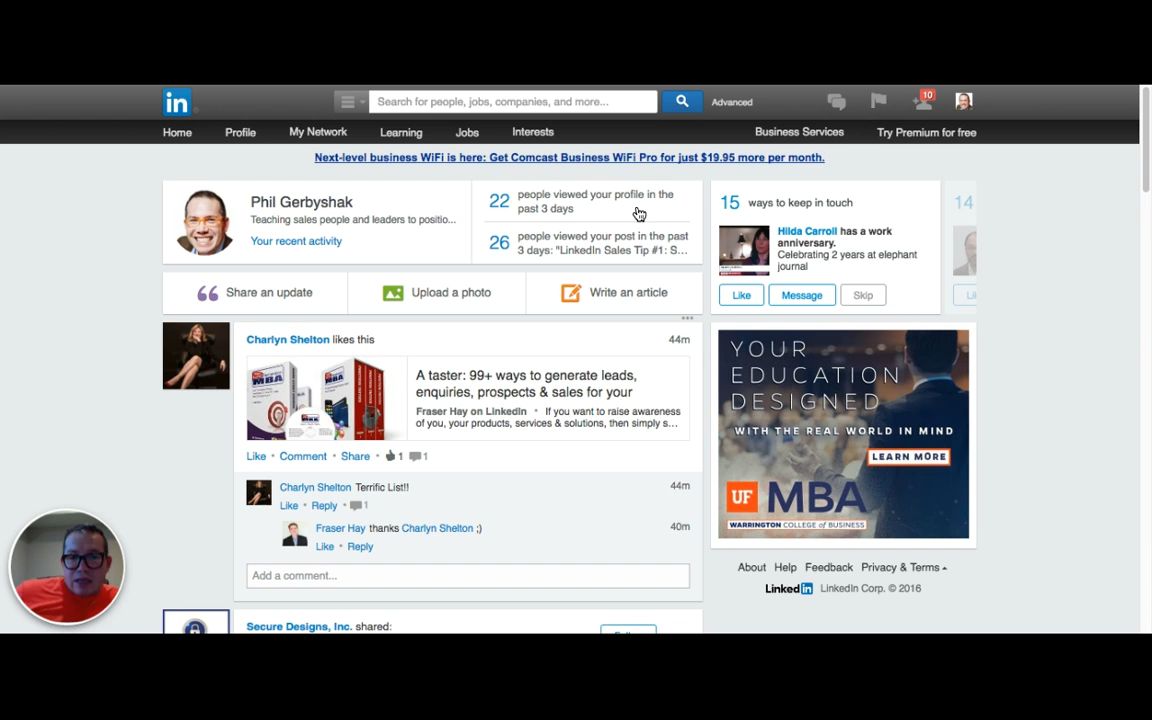 in
Search for people, jobs, companies, and more...
Advanced
10
Home
Profile
My Network
Learning
Jobs
Interests
Business Services
Try Premium for free
Next-level business WiFi is here: Get Comcast Business WiFi Pro for just $19.95 more per month.
Phil Gerbyshak
Teaching sales people and leaders to positio...
Your recent activity
22 people viewed your profile in the
past 3 days
26 people viewed your post in the past
3 days: "LinkedIn Sales Tip #1: S...
15 ways to keep in touch
14
Hilda Carroll has a work
anniversary.
Celebrating 2 years at elephant
journal
Like
Message
Skip
Share an update
Upload a photo
Write an article
Charlyn Shelton likes this
44m
MBA
A taster: 99+ ways to generate leads,
enquiries, prospects & sales for your
Fraser Hay on LinkedIn • If you want to raise awareness
of you, your products, services & solutions, then simply s...
Like • Comment • Share • 1 1
Charlyn Shelton Terrific List!!
44m
Like • Reply • 1
Fraser Hay thanks Charlyn Shelton ;)
40m
Like • Reply
Add a comment...
Secure Designs, Inc. shared:
YOUR
EDUCATION
DESIGNED
WITH THE REAL WORLD IN MIND
LEARN MORE
UF MBA
WARRINGTON COLLEGE of BUSINESS
About Help Feedback Privacy & Terms
LinkedIn LinkedIn Corp. © 2016